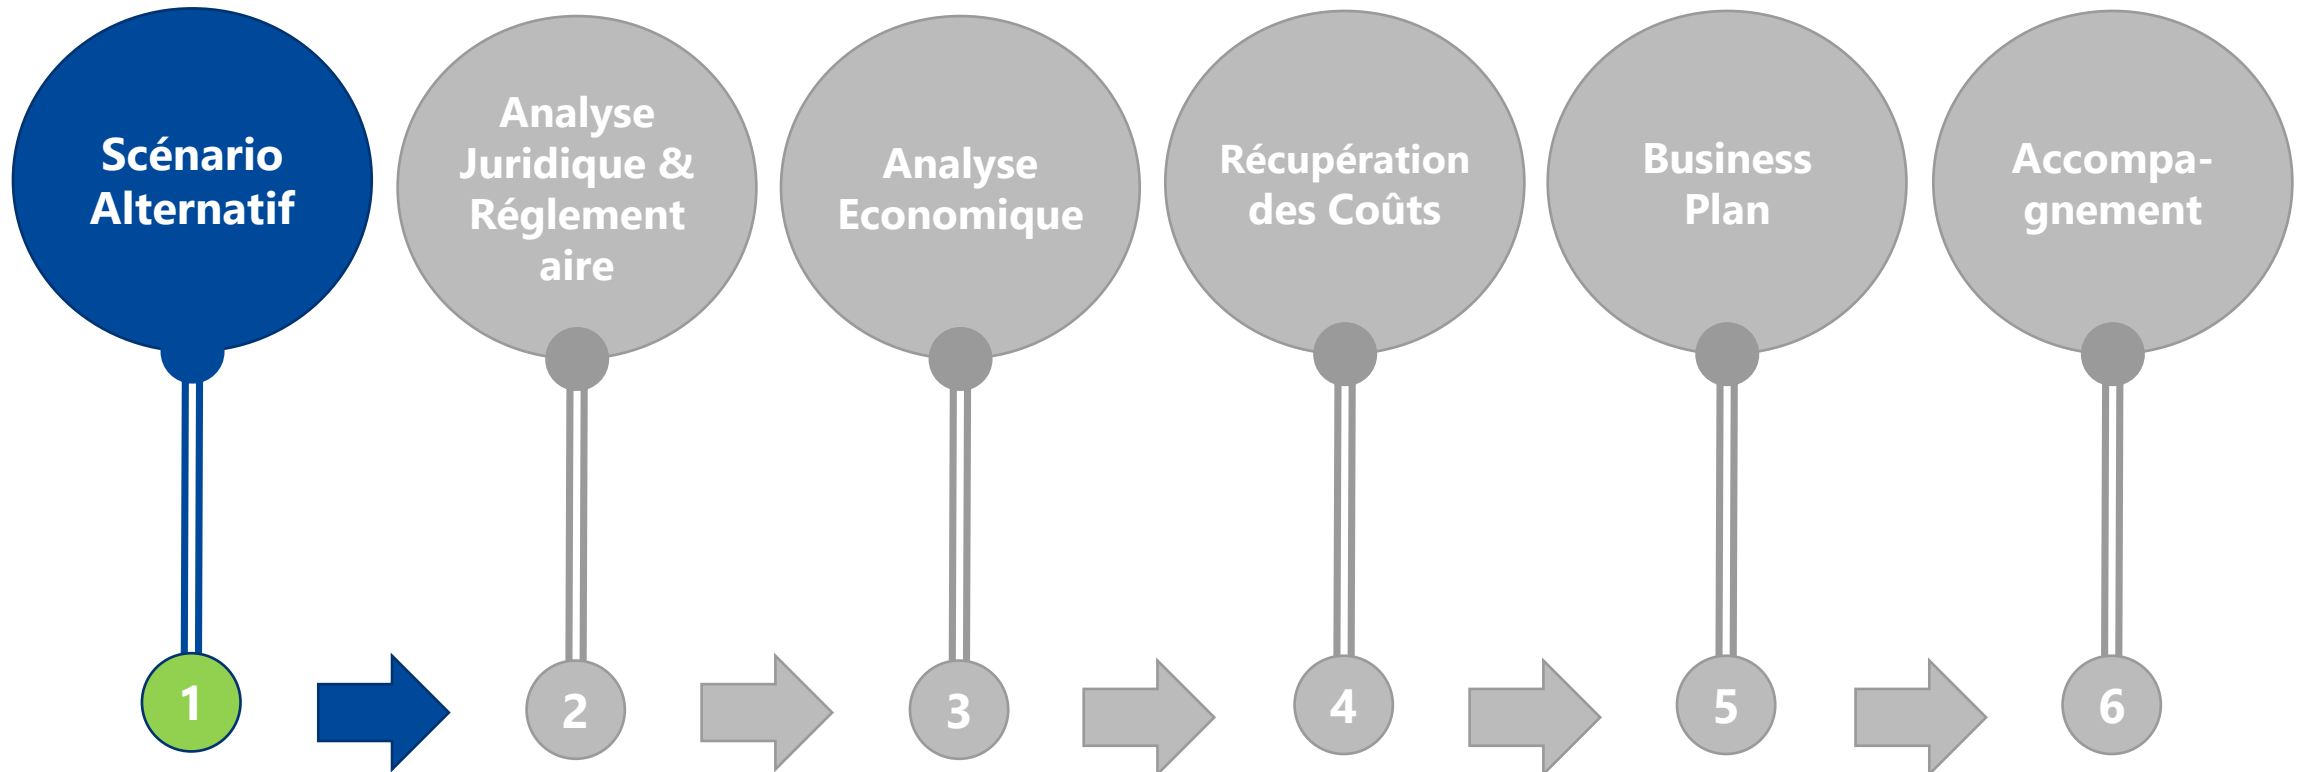 Scénario
Alternatif
Analyse
Juridique &
Réglement
aire
Analyse
Economique
Récupération
des Coûts
Business
Plan
Accompa-
gnement
1
2
3
4
5
6